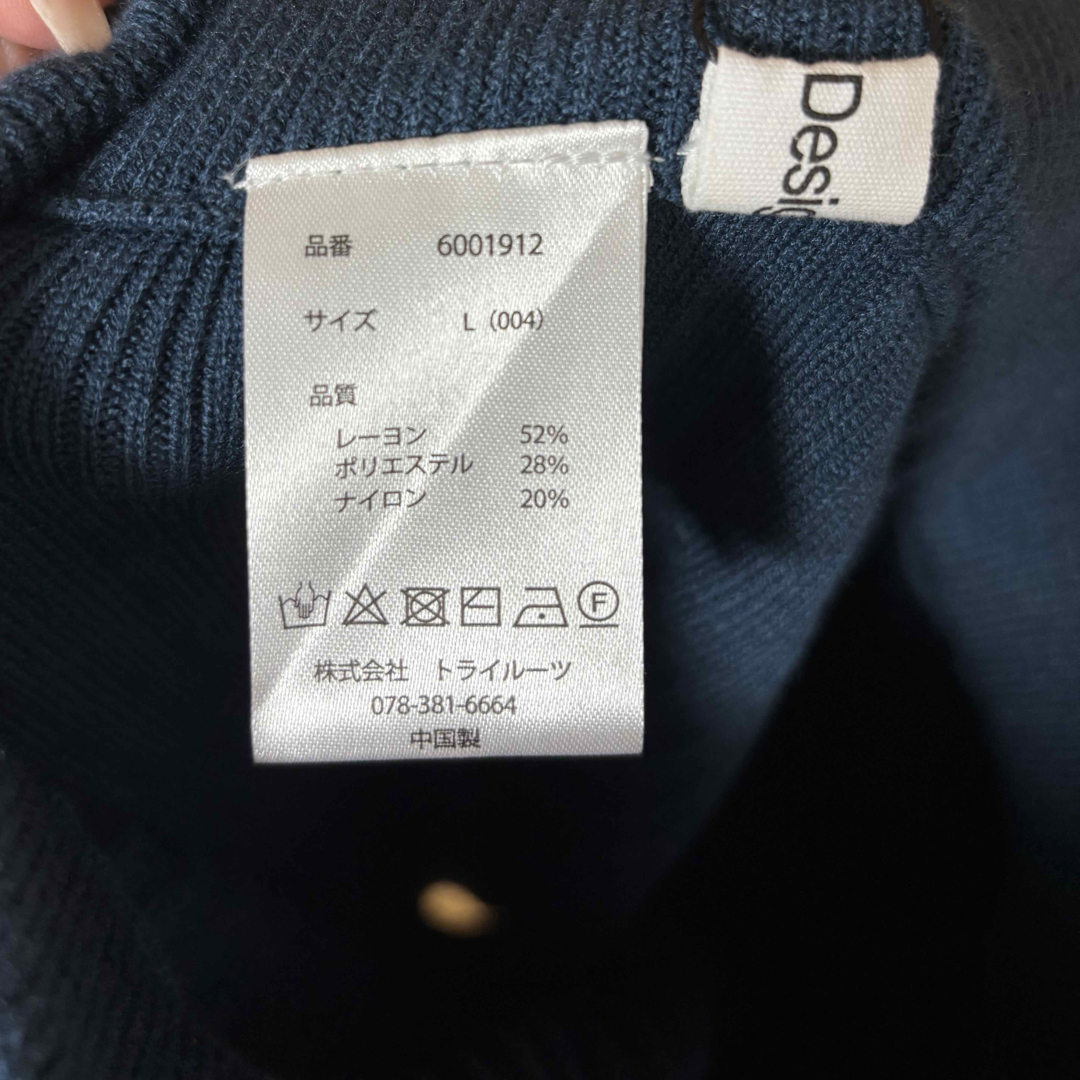 品番 6001912
サイズ L（004）
品質
レーヨン 52%
ポリエステル 28%
ナイロン 20%
F
株式会社 トライルーツ
078-381-6664
中国製
Desig